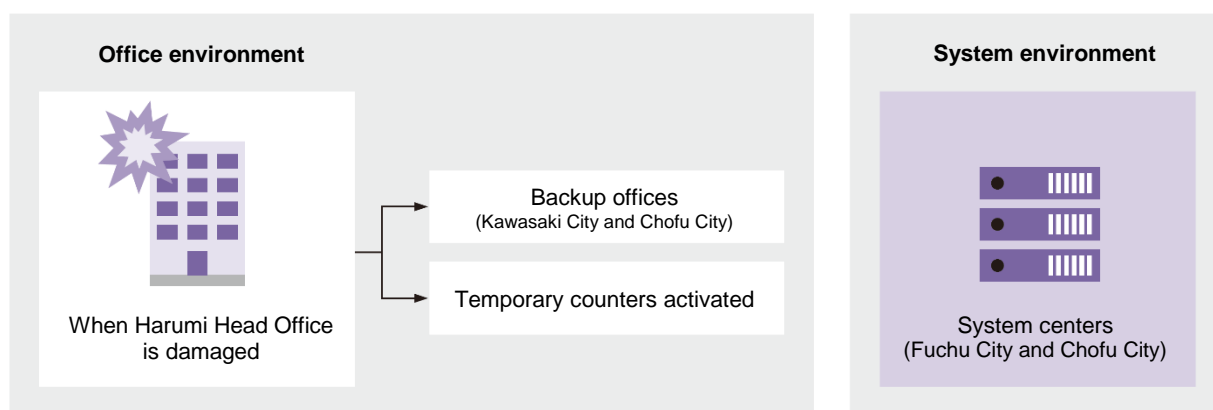 Office environment
When Harumi Head Office
is damaged
Backup offices
(Kawasaki City and Chofu City)
Temporary counters activated
System environment
System centers
(Fuchu City and Chofu City)